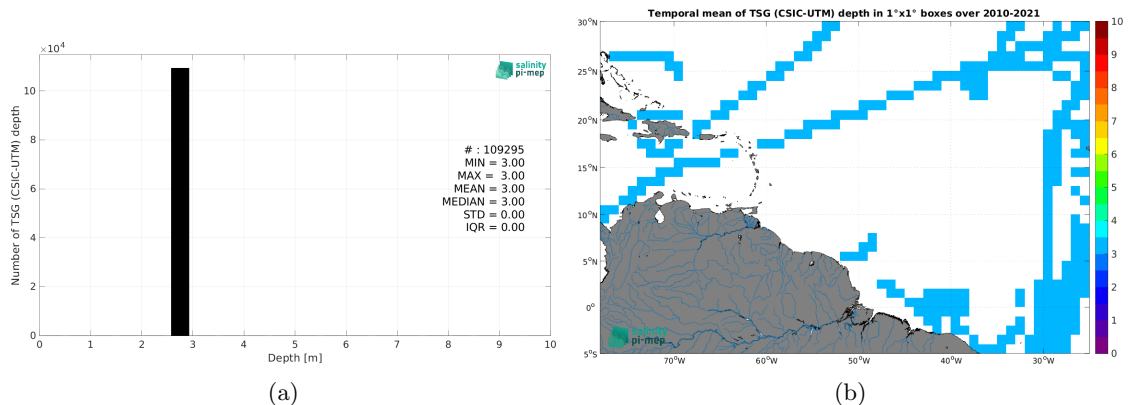 ×10⁴
10
8
6
4
2
0
Number of TSG (CSIC-UTM) depth
salinity
pi-mep
# : 109295
MIN = 3.00
MAX = 3.00
MEAN = 3.00
MEDIAN = 3.00
STD = 0.00
IQR = 0.00
0 1 2 3 4 5 6 7 8 9 10
Depth [m]
(a)
Temporal mean of TSG (CSIC-UTM) depth in 1°x1° boxes over 2010-2021
30°N
25°N
20°N
15°N
10°N
5°N
0°
5°S
70°W 60°W 50°W 40°W 30°W
salinity
pi-mep
10
9
8
7
6
5
4
3
2
1
0
(b)